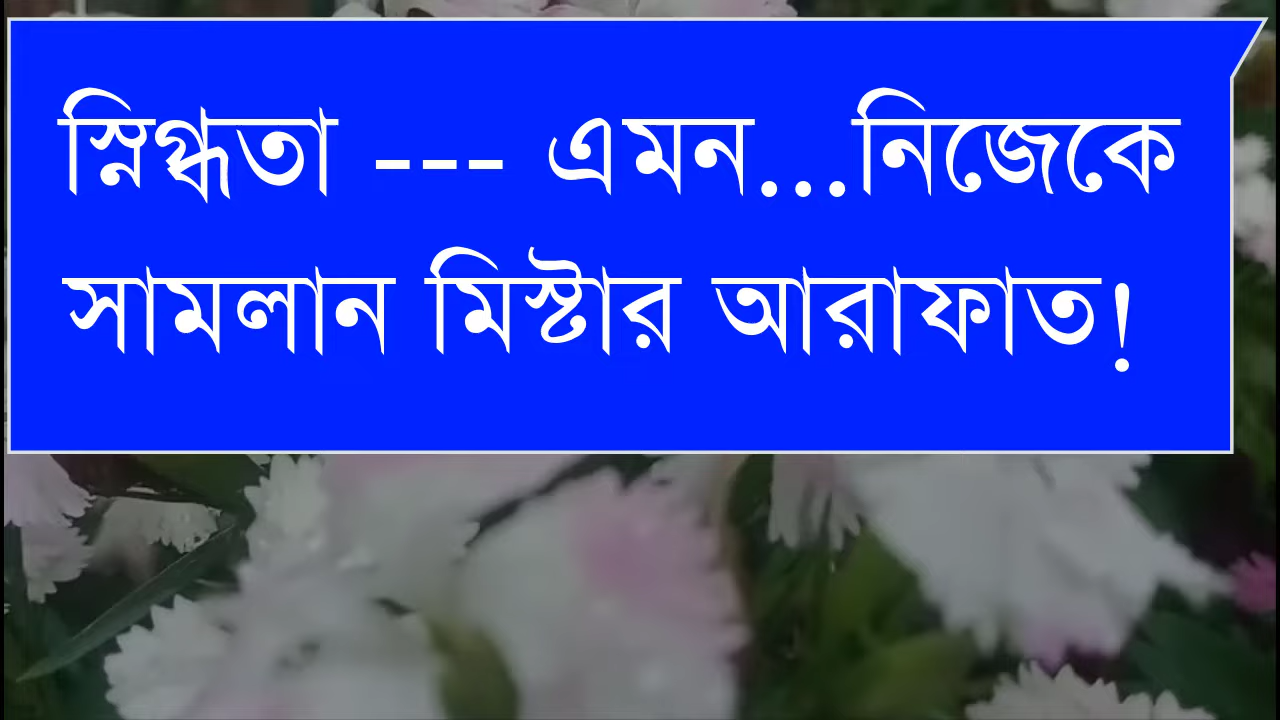 স্নিগ্ধতা --- এমন...নিজেকে
সামলান মিস্টার আরাফাত!